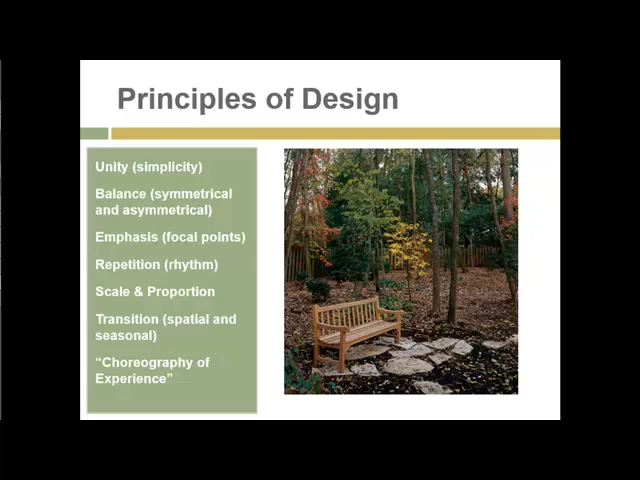 Principles of Design
Unity (simplicity)
Balance (symmetrical
and asymmetrical)
Emphasis (focal points)
Repetition (rhythm)
Scale & Proportion
Transition (spatial and
seasonal)
“Choreography of
Experience”